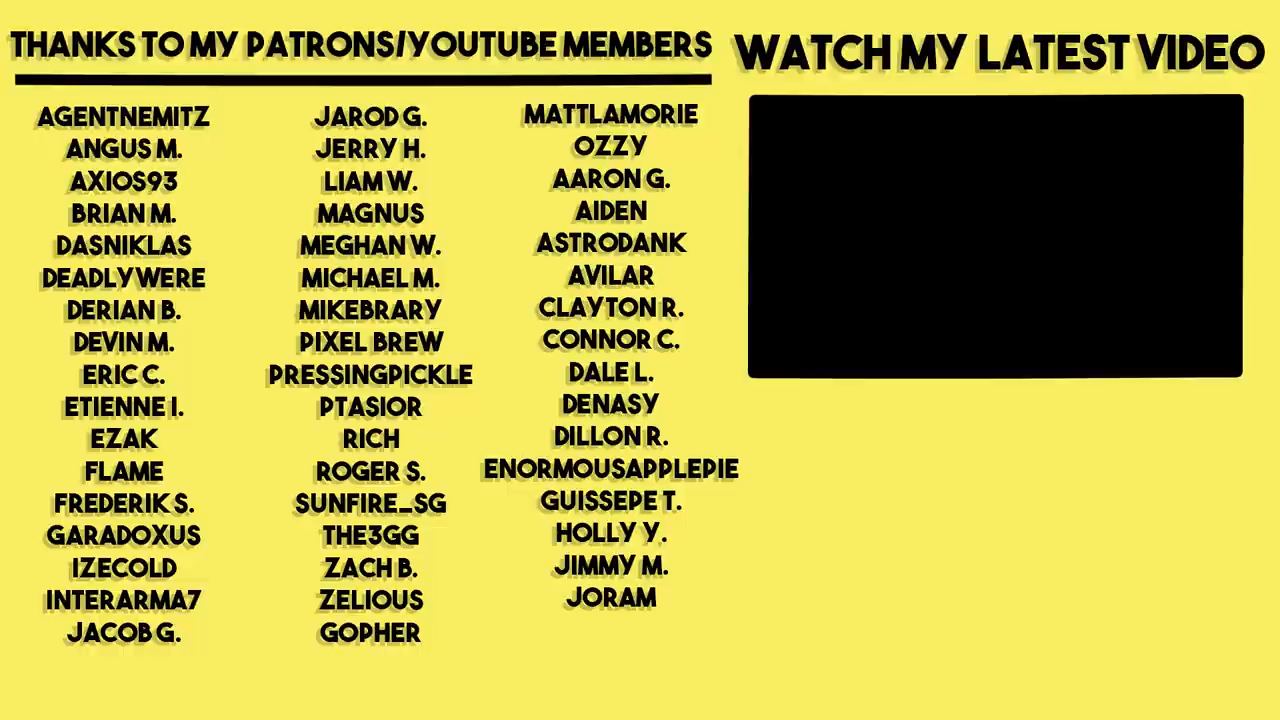 THANKS TO MY PATRONS/YOUTUBE MEMBERS
AGENTNEMITZ
ANGUS M.
AXIOS93
BRIAN M.
DASNIKLAS
DEADLYWERE
DERIAN B.
DEVIN M.
ERIC C.
ETIENNE I.
EZAK
FLAME
FREDERIK S.
GARADOXUS
IZECOLD
INTERARMA7
JACOB G.
JAROD G.
JERRY H.
LIAM W.
MAGNUS
MEGHAN W.
MICHAEL M.
MIKEBRARY
PIXEL BREW
PRESSINGPICKLE
PTASIOR
RICH
ROGER S.
SUNFIRE_SG
THE3GG
ZACH B.
ZELIOUS
GOPHER
MATTLAMORIE
OZZY
AARON G.
AIDEN
ASTRODANK
AVILAR
CLAYTON R.
CONNOR C.
DALE L.
DENASY
DILLON R.
ENORMOUSAPPLEPIE
GUISSEPE T.
HOLLY Y.
JIMMY M.
JORAM
WATCH MY LATEST VIDEO